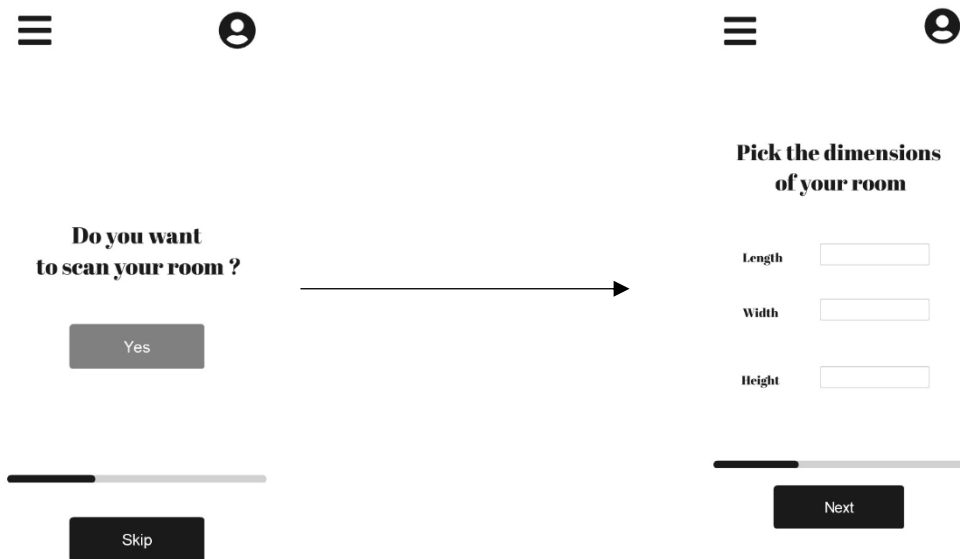 Do you want
to scan your room ?
Yes
Skip
Pick the dimensions
of your room
Length
Width
Height
Next